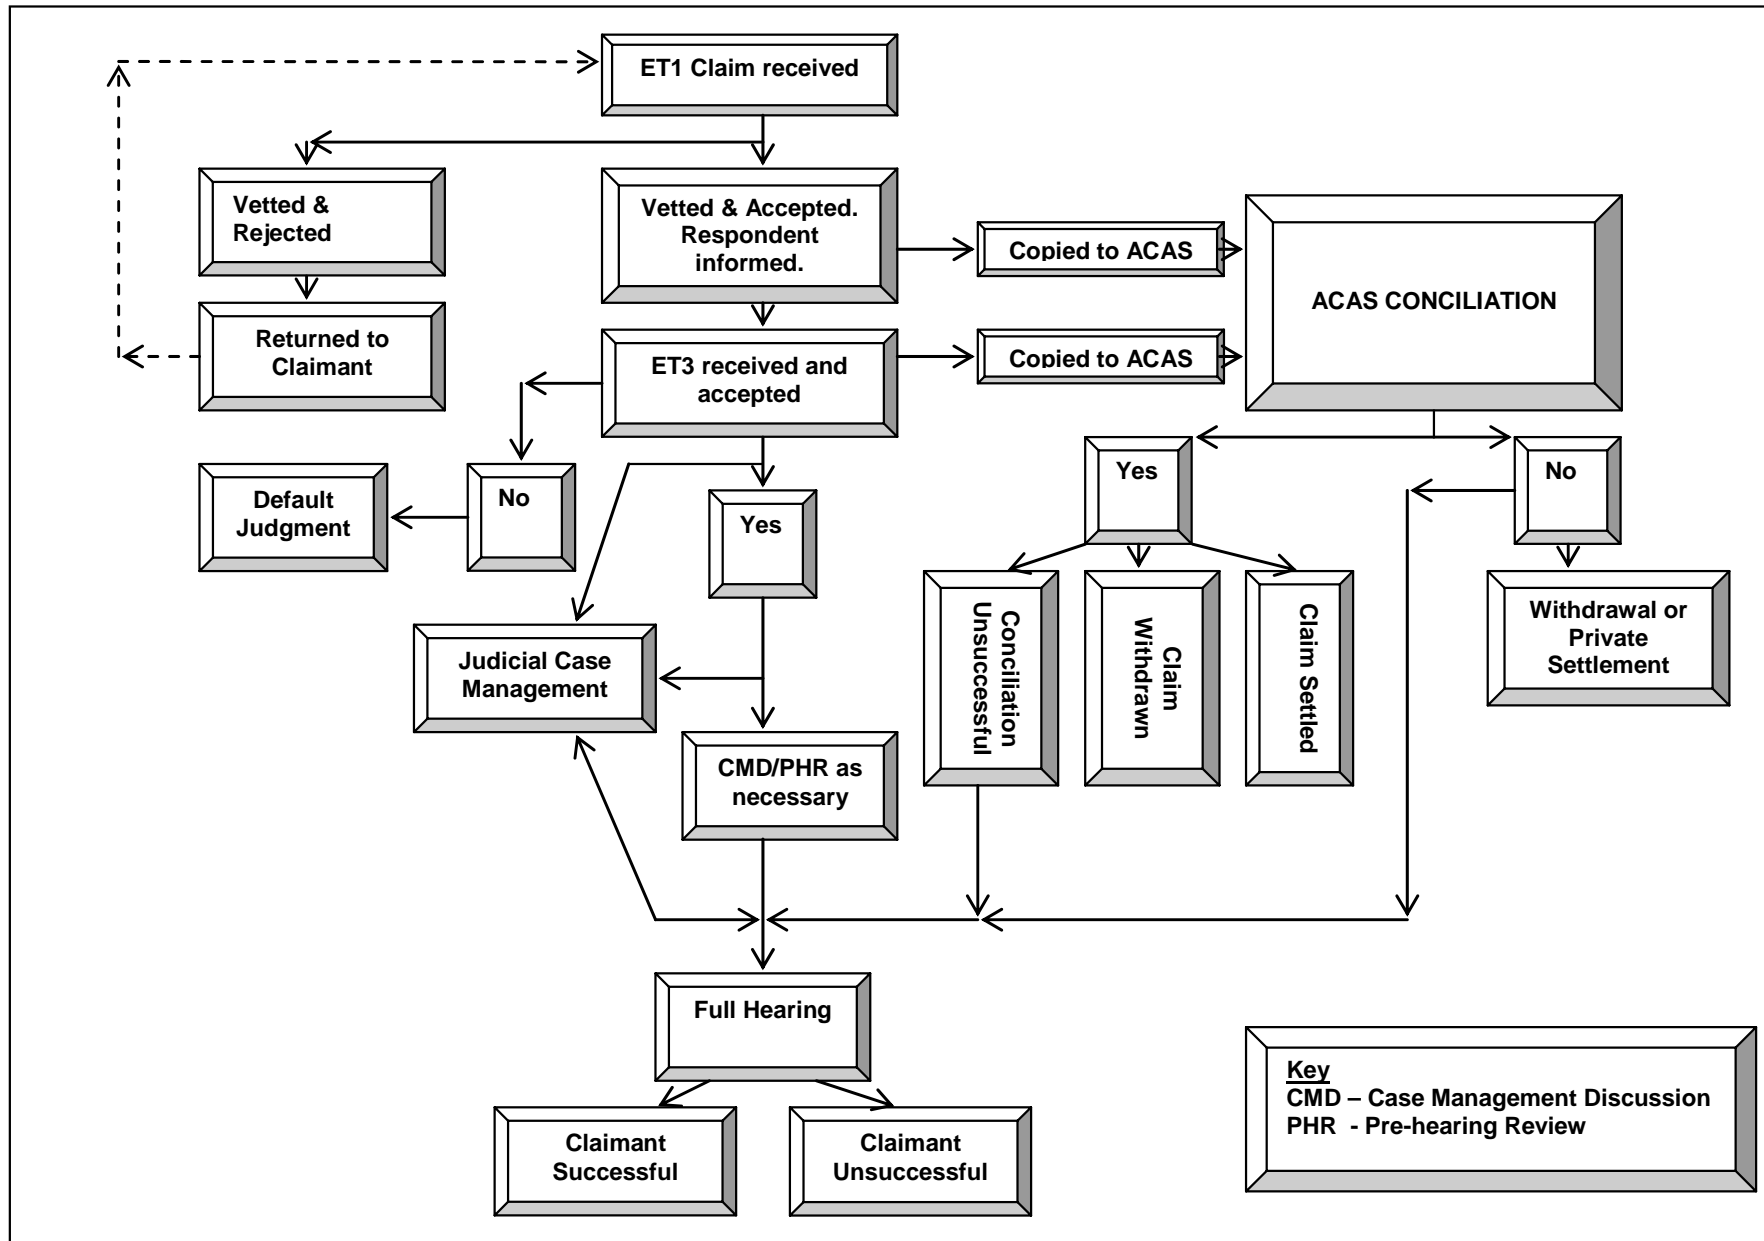 ET1 Claim received
Vetted &
Rejected
Vetted & Accepted.
Respondent
informed.
Copied to ACAS
ACAS CONCILIATION
Returned to
Claimant
ET3 received and
accepted
Copied to ACAS
Default
Judgment
No
Yes
Yes
No
Judicial Case
Management
Conciliation
Unsuccessful
Claim
Withdrawn
Claim Settled
Withdrawal or
Private
Settlement
CMD/PHR as
necessary
Full Hearing
Claimant
Successful
Claimant
Unsuccessful
Key
CMD – Case Management Discussion
PHR - Pre-hearing Review